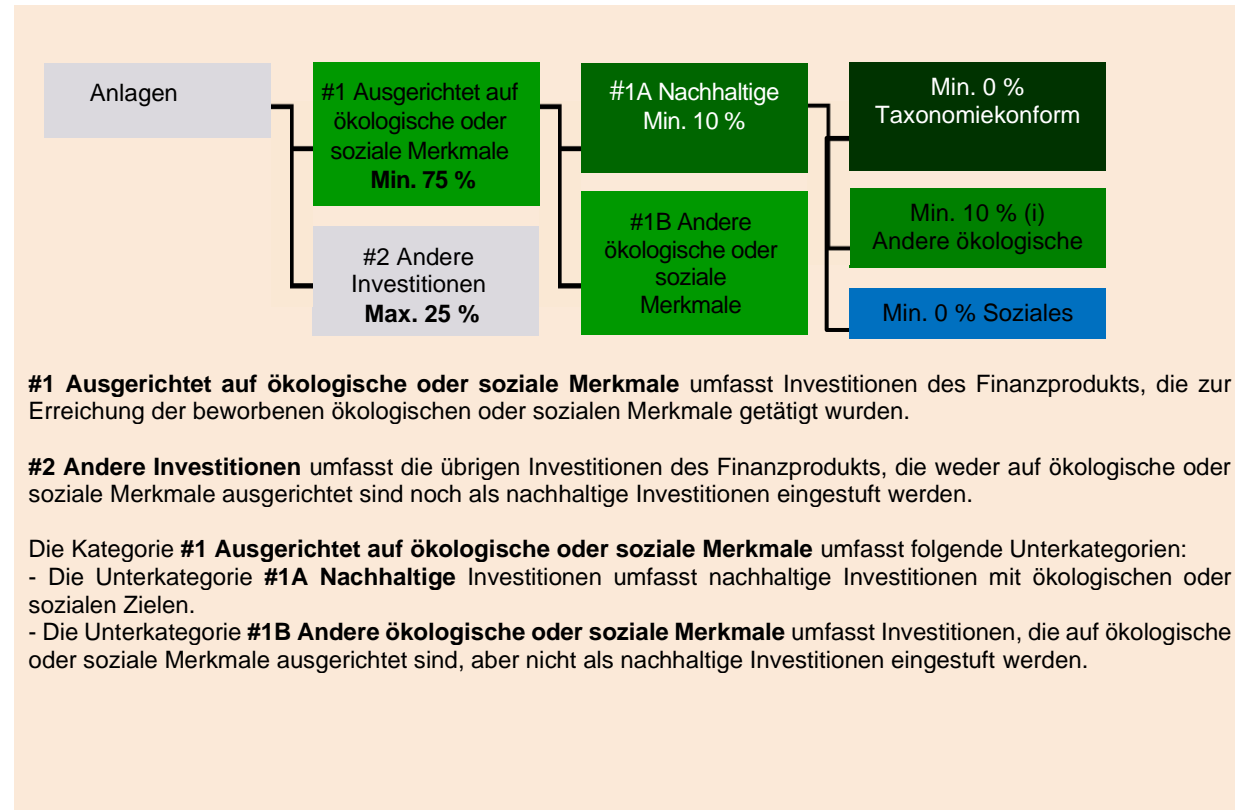 Anlagen
#1 Ausgerichtet auf
ökologische oder
soziale Merkmale
Min. 75 %
#2 Andere
Investitionen
Max. 25 %
#1A Nachhaltige
Min. 10 %
#1B Andere
ökologische oder
soziale
Merkmale
Min. 0 %
Taxonomiekonform
Min. 10 % (i)
Andere ökologische
Min. 0 % Soziales
#1 Ausgerichtet auf ökologische oder soziale Merkmale umfasst Investitionen des Finanzprodukts, die zur
Erreichung der beworbenen ökologischen oder sozialen Merkmale getätigt wurden.
#2 Andere Investitionen umfasst die übrigen Investitionen des Finanzprodukts, die weder auf ökologische oder
soziale Merkmale ausgerichtet sind noch als nachhaltige Investitionen eingestuft werden.
Die Kategorie #1 Ausgerichtet auf ökologische oder soziale Merkmale umfasst folgende Unterkategorien:
- Die Unterkategorie #1A Nachhaltige Investitionen umfasst nachhaltige Investitionen mit ökologischen oder
sozialen Zielen.
- Die Unterkategorie #1B Andere ökologische oder soziale Merkmale umfasst Investitionen, die auf ökologische
oder soziale Merkmale ausgerichtet sind, aber nicht als nachhaltige Investitionen eingestuft werden.